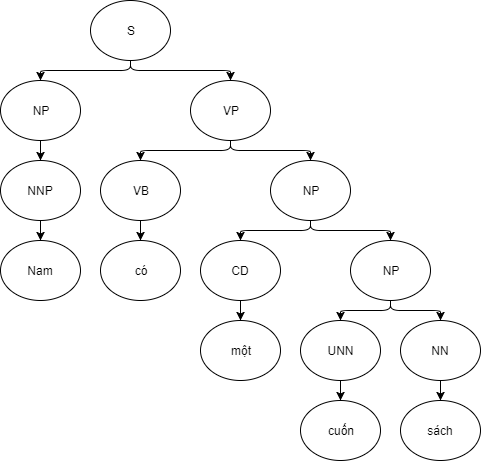 S
NP VP
NNP VB NP
Nam có CD NP
một UNN NN
cuốn sách